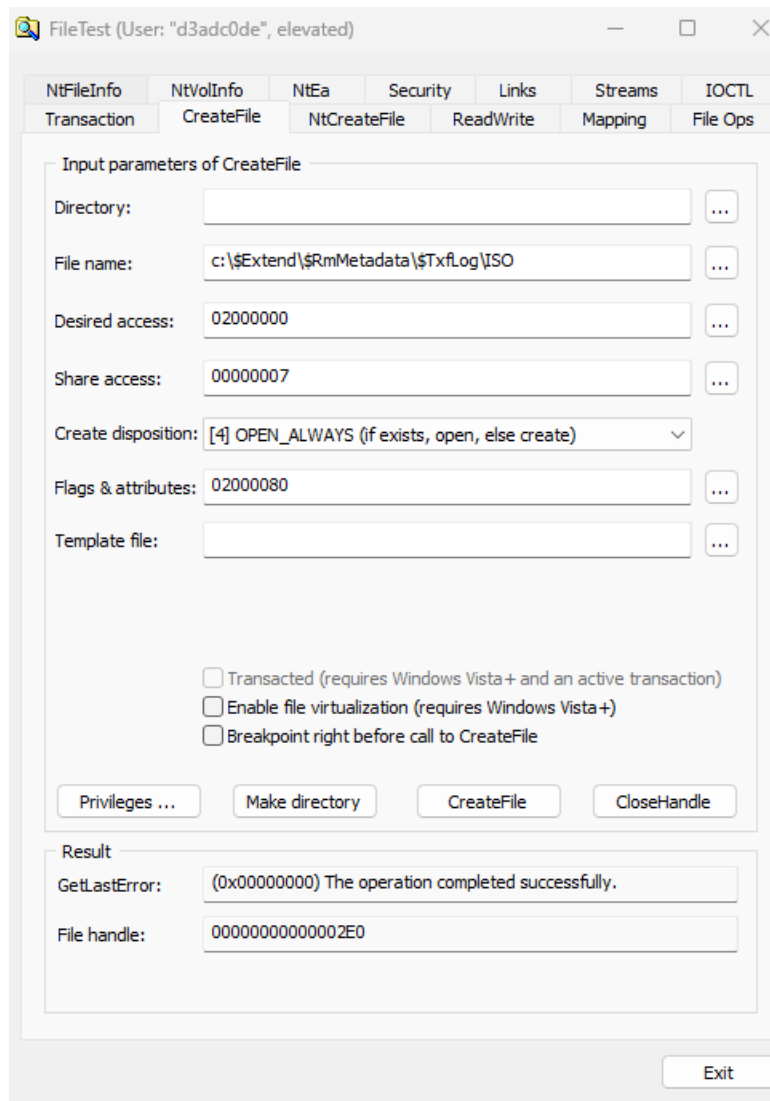 FileTest (User: "d3adc0de", elevated)
NtFileInfo NtVolInfo NtEa Security Links Streams IOCTL
Transaction CreateFile NtCreateFile ReadWrite Mapping File Ops
Input parameters of CreateFile
Directory: ...
File name: c:\$Extend\$RmMetadata\$TxfLog\ISO ...
Desired access: 02000000 ...
Share access: 00000007 ...
Create disposition: [4] OPEN_ALWAYS (if exists, open, else create)
Flags & attributes: 02000080 ...
Template file: ...
Transacted (requires Windows Vista+ and an active transaction)
Enable file virtualization (requires Windows Vista+)
Breakpoint right before call to CreateFile
Privileges ... Make directory CreateFile CloseHandle
Result
GetLastError: (0x00000000) The operation completed successfully.
File handle: 00000000000002E0
Exit